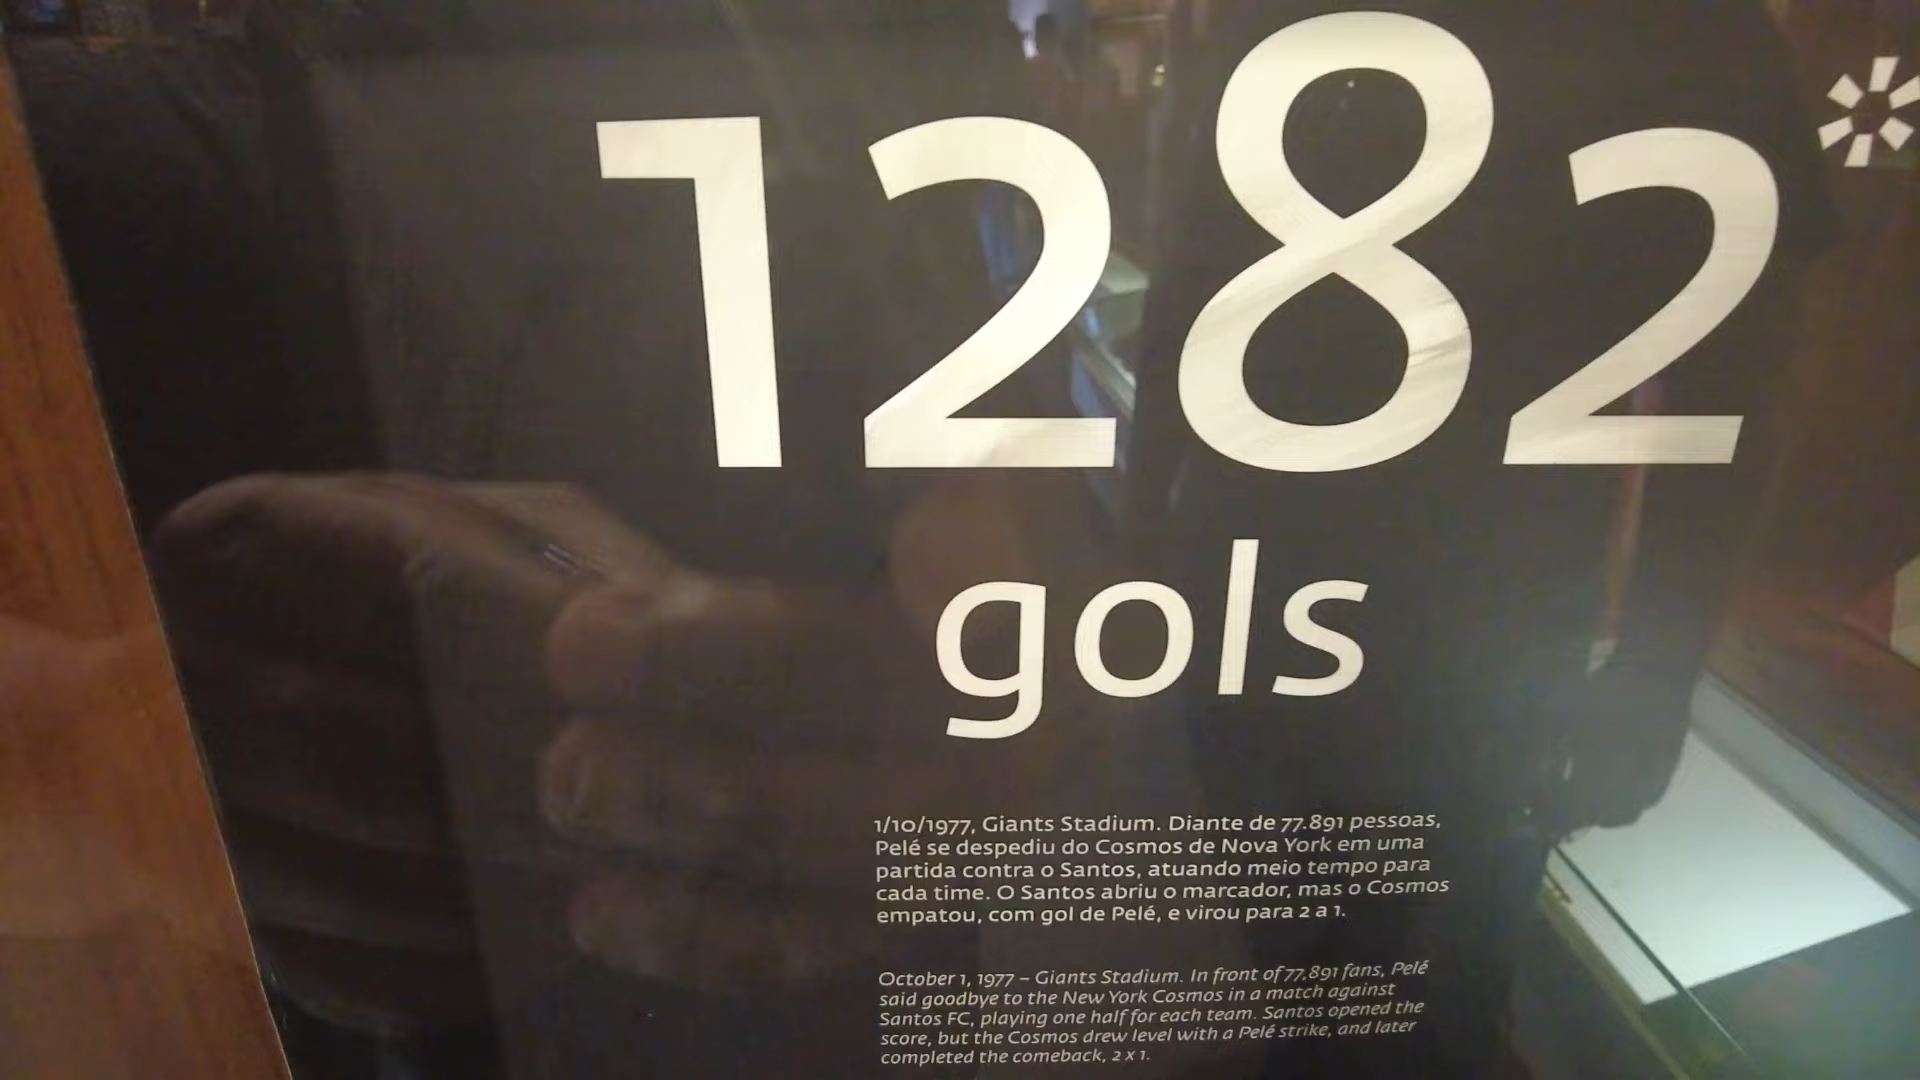 1282*
gols
1/10/1977, Giants Stadium. Diante de 77.891 pessoas,
Pelé se despediu do Cosmos de Nova York em uma
partida contra o Santos, atuando meio tempo para
cada time. O Santos abriu o marcador, mas o Cosmos
empatou, com gol de Pelé, e virou para 2 a 1.
October 1, 1977 – Giants Stadium. In front of 77,891 fans, Pelé
said goodbye to the New York Cosmos in a match against
Santos FC, playing one half for each team. Santos opened the
score, but the Cosmos drew level with a Pelé strike, and later
completed the comeback, 2 x 1.